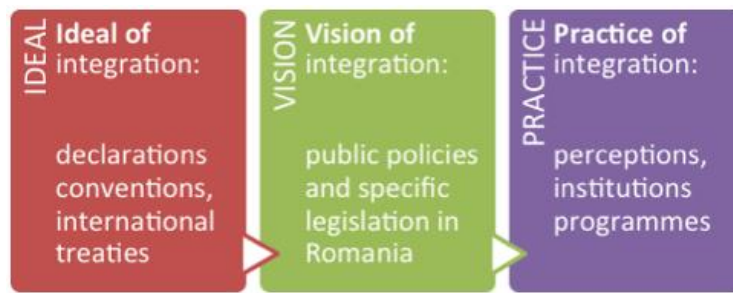 IDEAL
Ideal of
integration:
declarations
conventions,
international
treaties
VISION
Vision of
integration:
public policies
and specific
legislation in
Romania
PRACTICE
Practice of
integration:
perceptions,
institutions
programmes